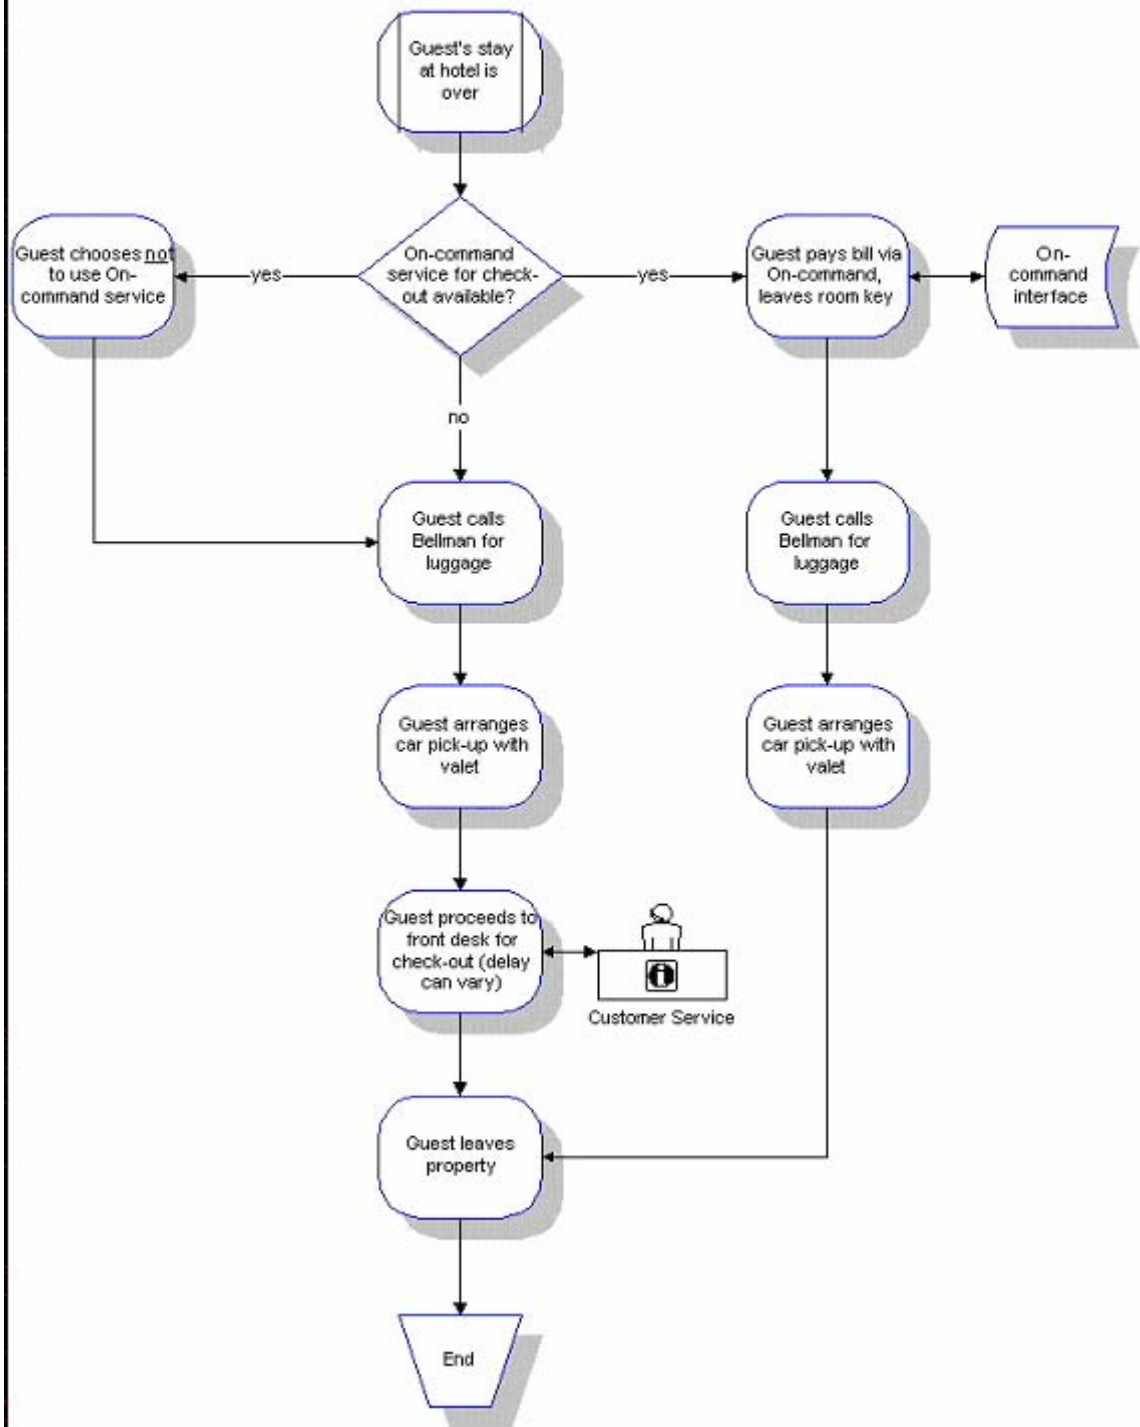 Guest's stay
at hotel is
over
Guest chooses not
to use On-
command service
yes
On-command
service for check-
out available?
yes
Guest pays bill via
On-command,
leaves room key
On-
command
interface
no
Guest calls
Bellman for
luggage
Guest calls
Bellman for
luggage
Guest arranges
car pick-up with
valet
Guest arranges
car pick-up with
valet
Guest proceeds to
front desk for
check-out (delay
can vary)
i
Customer Service
Guest leaves
property
End